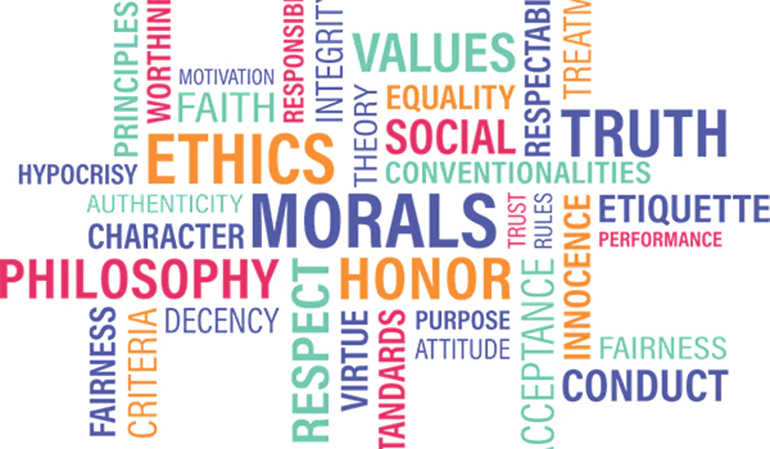 PRINCIPLES
WORTHINE
MOTIVATION
FAITH
RESPONSIBI
INTEGRITY
VALUES
EQUALITY
SOCIAL
RESPECTABI
TREATM
TRUTH
HYPOCRISY
ETHICS
THEORY
CONVENTIONALITIES
AUTHENTICITY
CHARACTER
MORALS
TRUST
RULES
INNOCENCE
ETIQUETTE
PERFORMANCE
PHILOSOPHY
HONOR
FAIRNESS
CRITERIA
DECENCY
RESPECT
VIRTUE
TANDARDS
PURPOSE
ATTITUDE
CCEPTANCE
FAIRNESS
CONDUCT